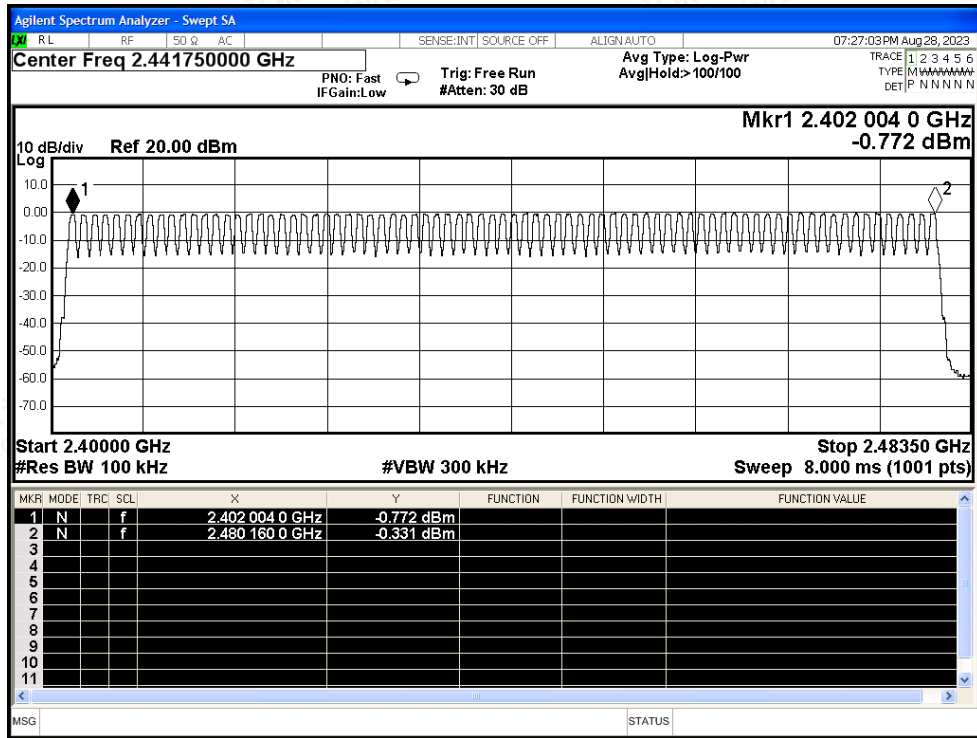 Agilent Spectrum Analyzer - Swept SA
LXI RL RF 50 Ω AC SENSE:INT SOURCE OFF ALIGN AUTO 07:27:03 PM Aug 28, 2023
Center Freq 2.441750000 GHz Avg Type: Log-Pwr TRACE 1 2 3 4 5 6
PNO: Fast Trig: Free Run Avg|Hold:>100/100 TYPE M
IFGain:Low #Atten: 30 dB DET P N N N N N
Mkr1 2.402 004 0 GHz
10 dB/div Ref 20.00 dBm -0.772 dBm
Log
10.0
1 2
0.00
-10.0
-20.0
-30.0
-40.0
-50.0
-60.0
-70.0
Start 2.40000 GHz Stop 2.48350 GHz
#Res BW 100 kHz #VBW 300 kHz Sweep 8.000 ms (1001 pts)
MKR MODE TRC SCL X Y FUNCTION FUNCTION WIDTH FUNCTION VALUE
1 N f 2.402 004 0 GHz -0.772 dBm
2 N f 2.480 160 0 GHz -0.331 dBm
3
4
5
6
7
8
9
10
11
MSG STATUS